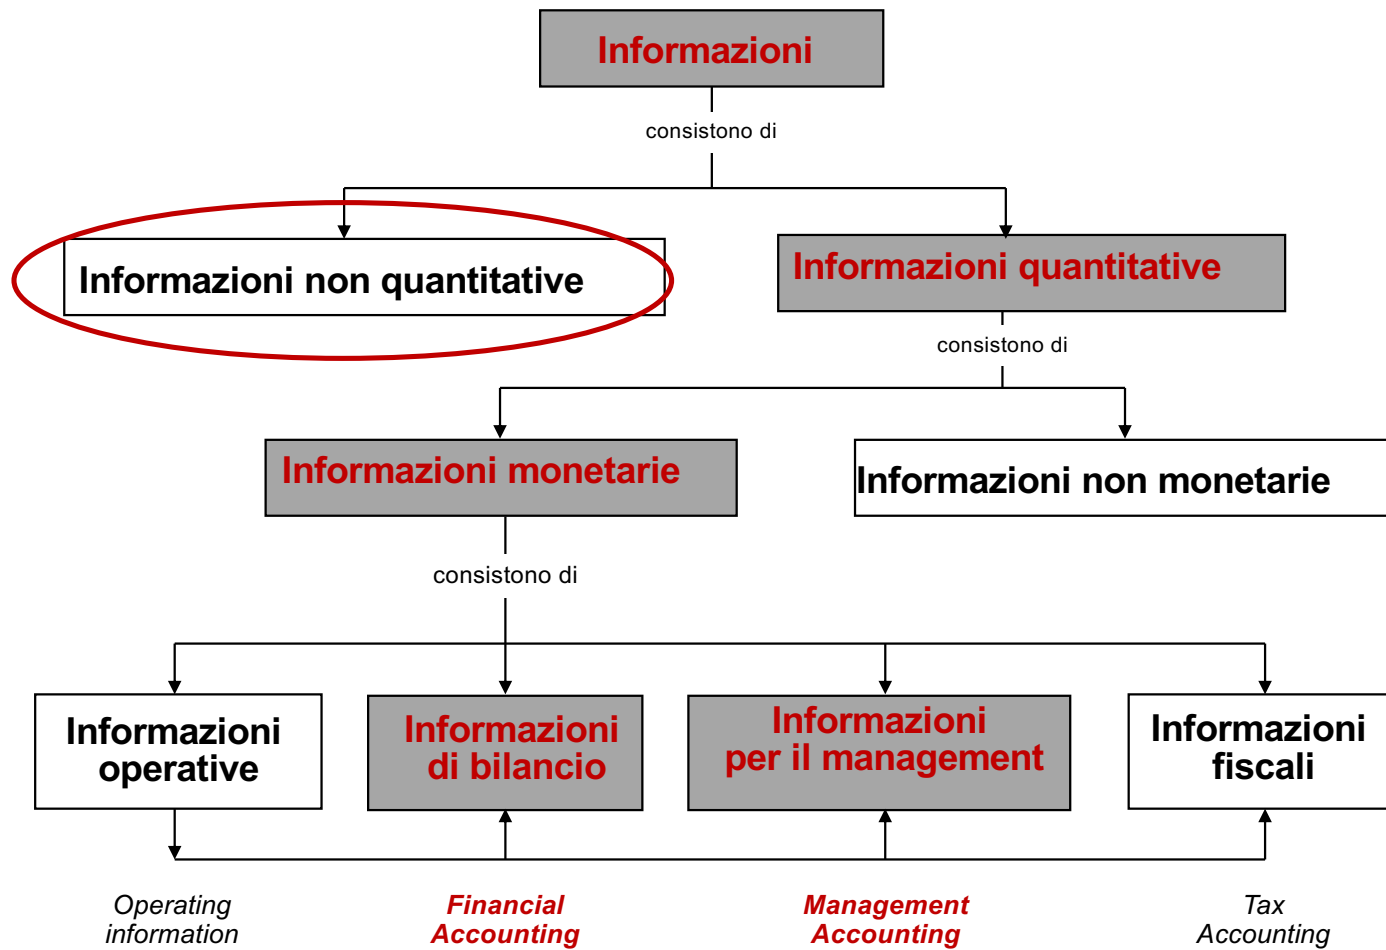 Informazioni
consistono di
Informazioni non quantitative
Informazioni quantitative
consistono di
Informazioni monetarie
Informazioni non monetarie
consistono di
Informazioni
operative
Informazioni
di bilancio
Informazioni
per il management
Informazioni
fiscali
Operating
information
Financial
Accounting
Management
Accounting
Tax
Accounting